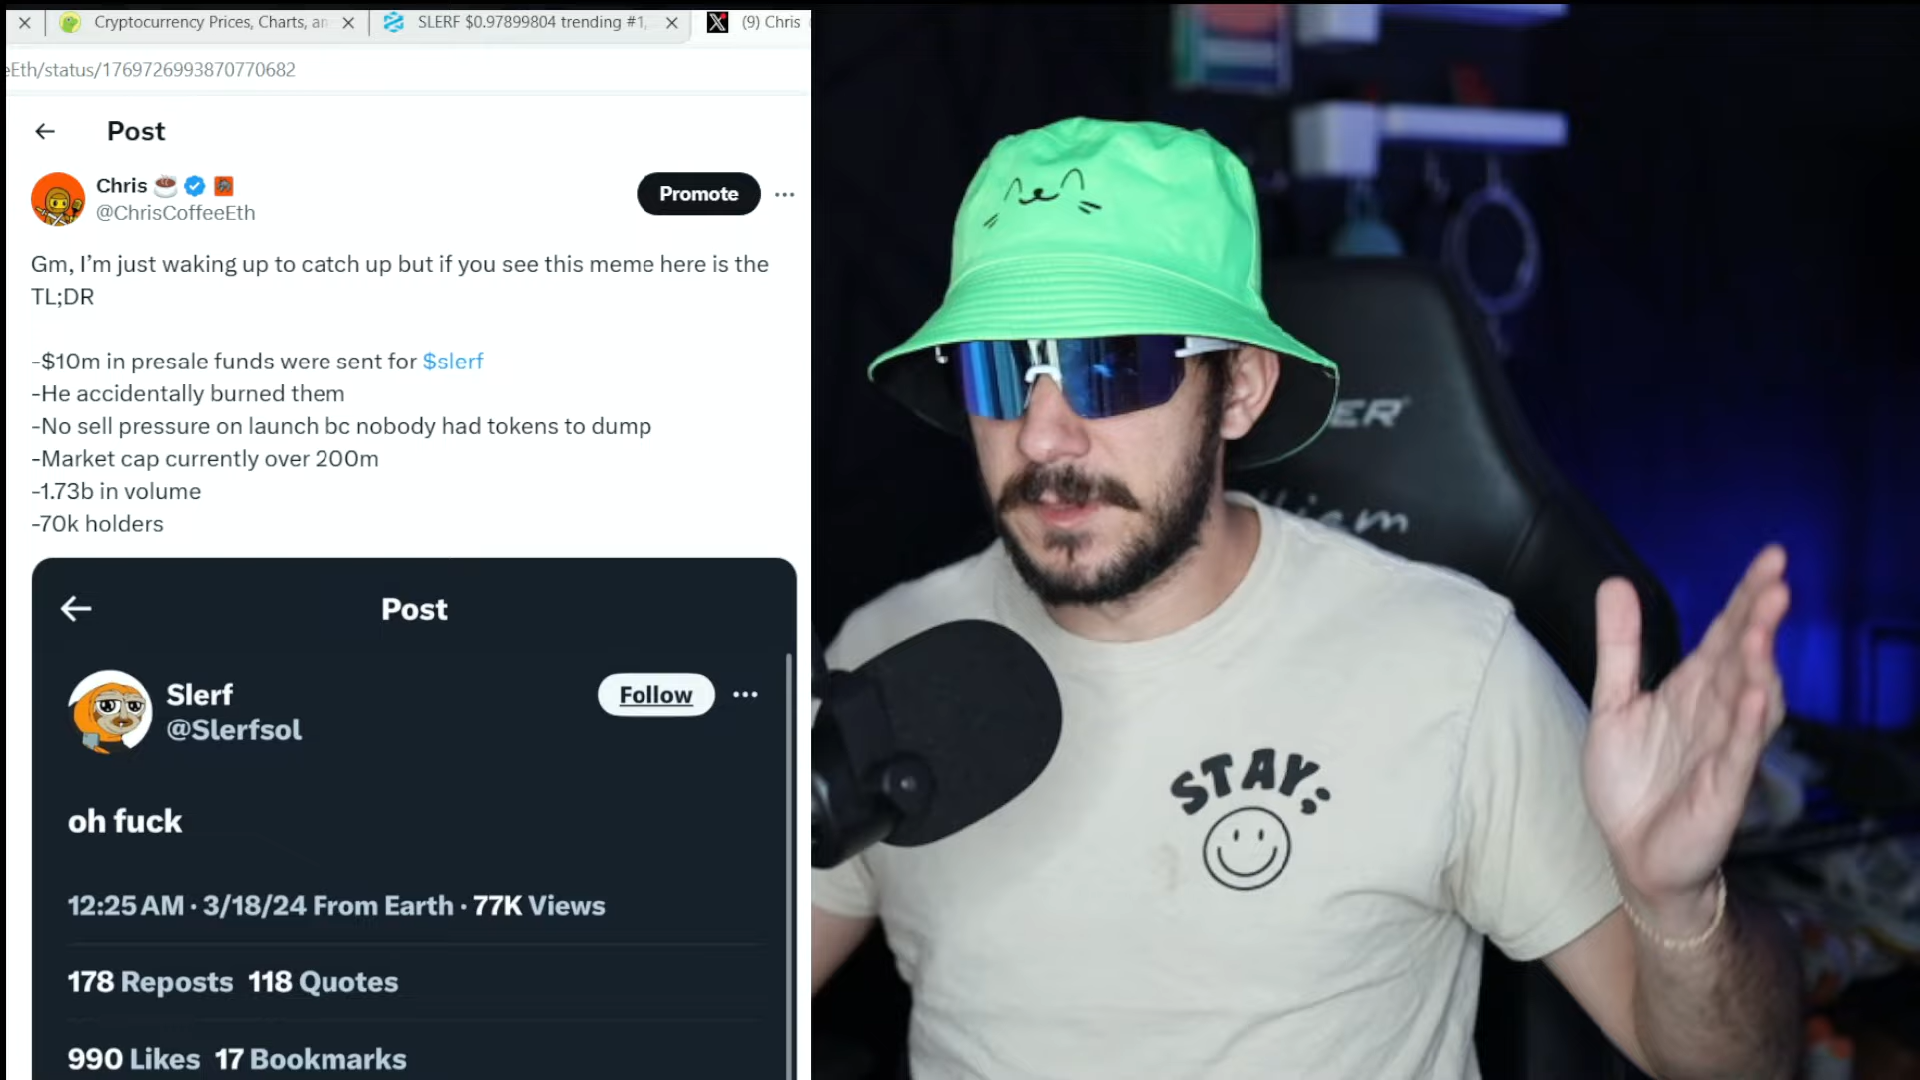 Cryptocurrency Prices, Charts, an
SLERF $0.97899804 trending #1,
(9) Chris
eEth/status/1769726993870770682
Post
Chris
@ChrisCoffeeEth
Promote
Gm, I’m just waking up to catch up but if you see this meme here is the
TL;DR
-$10m in presale funds were sent for $slerf
-He accidentally burned them
-No sell pressure on launch bc nobody had tokens to dump
-Market cap currently over 200m
-1.73b in volume
-70k holders
Post
Slerf
@Slerfsol
Follow
oh fuck
12:25 AM · 3/18/24 From Earth · 77K Views
178 Reposts 118 Quotes
990 Likes 17 Bookmarks
STAY;